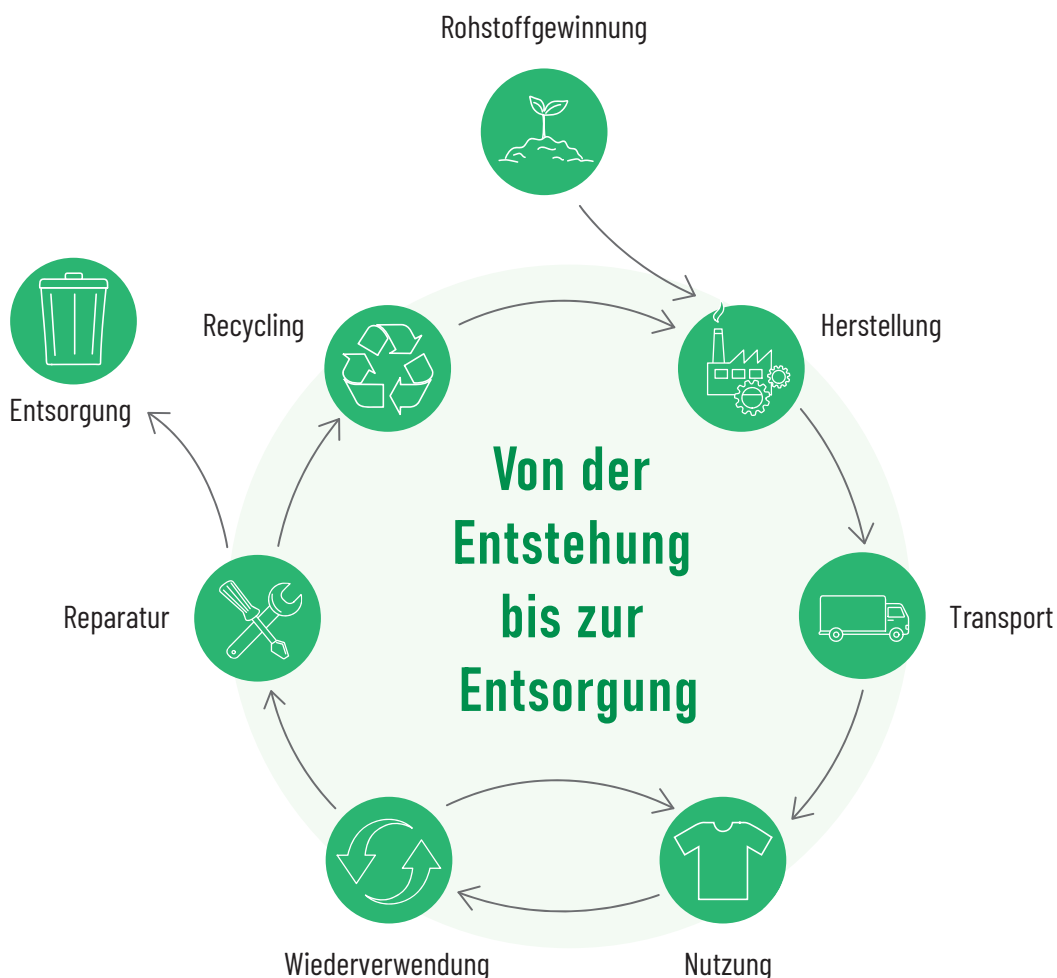 Rohstoffgewinnung
Recycling
Herstellung
Entsorgung
Von der
Entstehung
bis zur
Entsorgung
Reparatur
Transport
Wiederverwendung
Nutzung